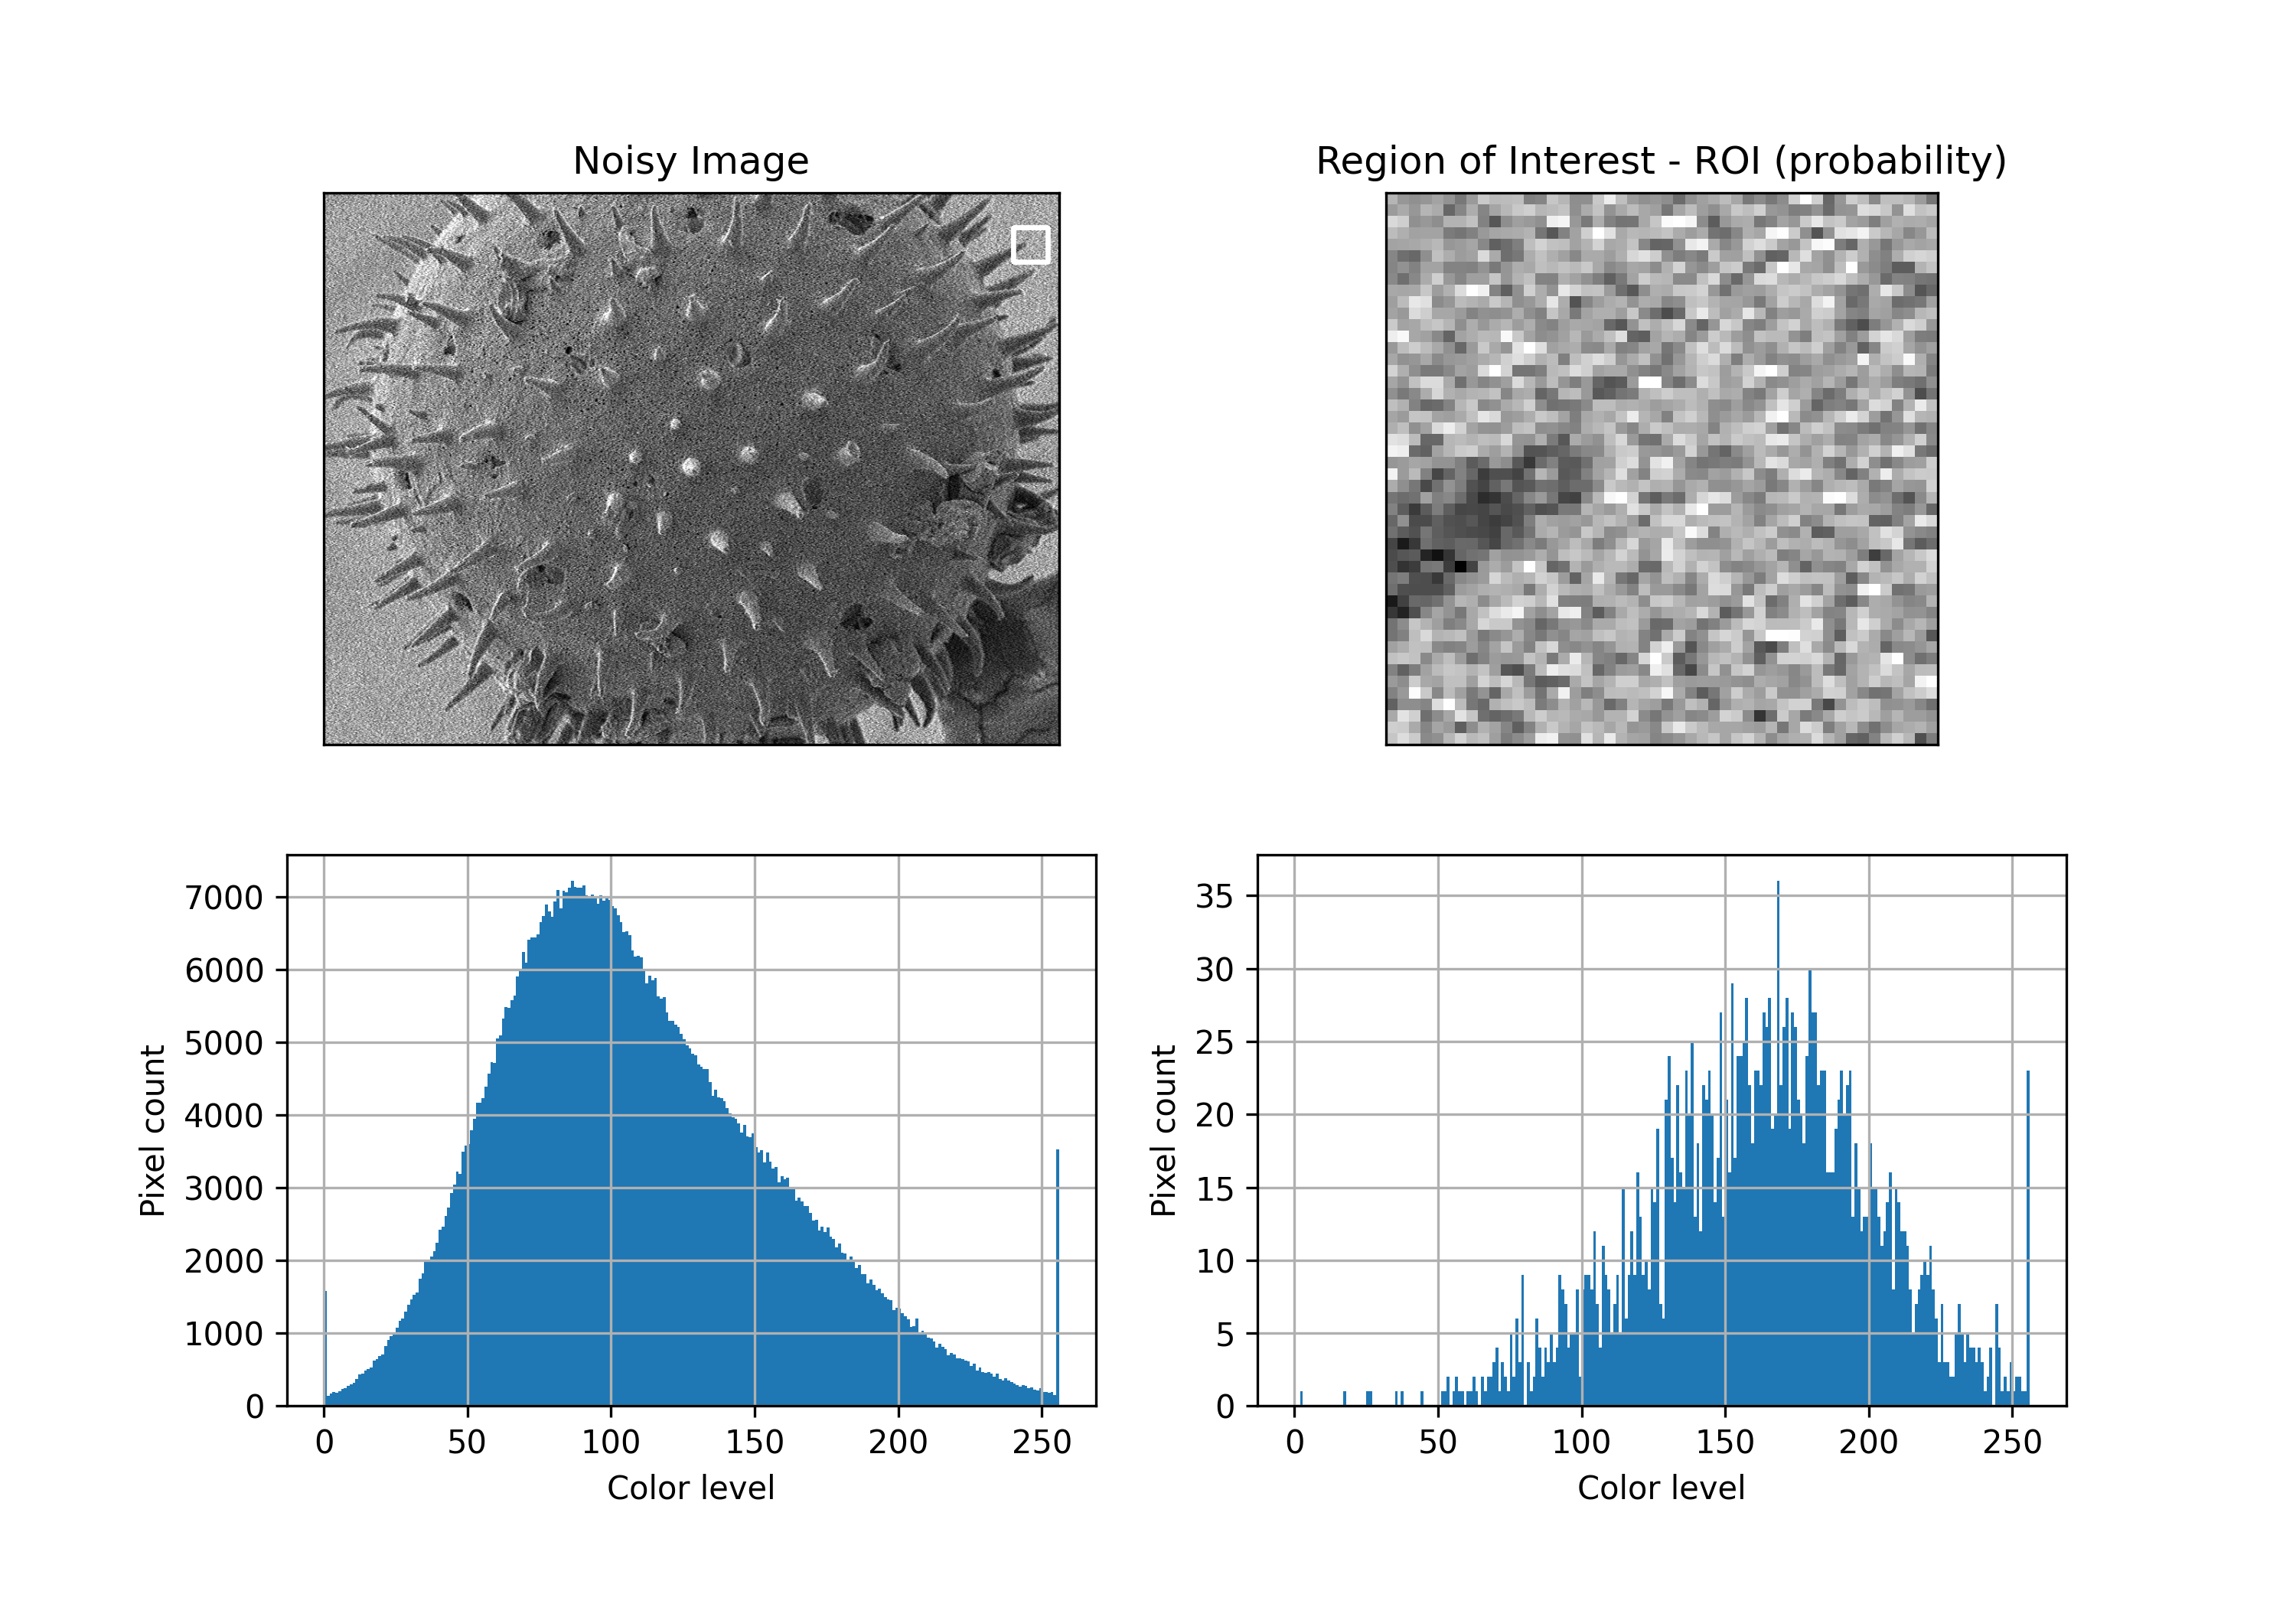 Noisy Image
Region of Interest - ROI (probability)
7000
6000
5000
4000
3000
2000
1000
0
Pixel count
0 50 100 150 200 250
Color level
35
30
25
20
15
10
5
0
Pixel count
0 50 100 150 200 250
Color level